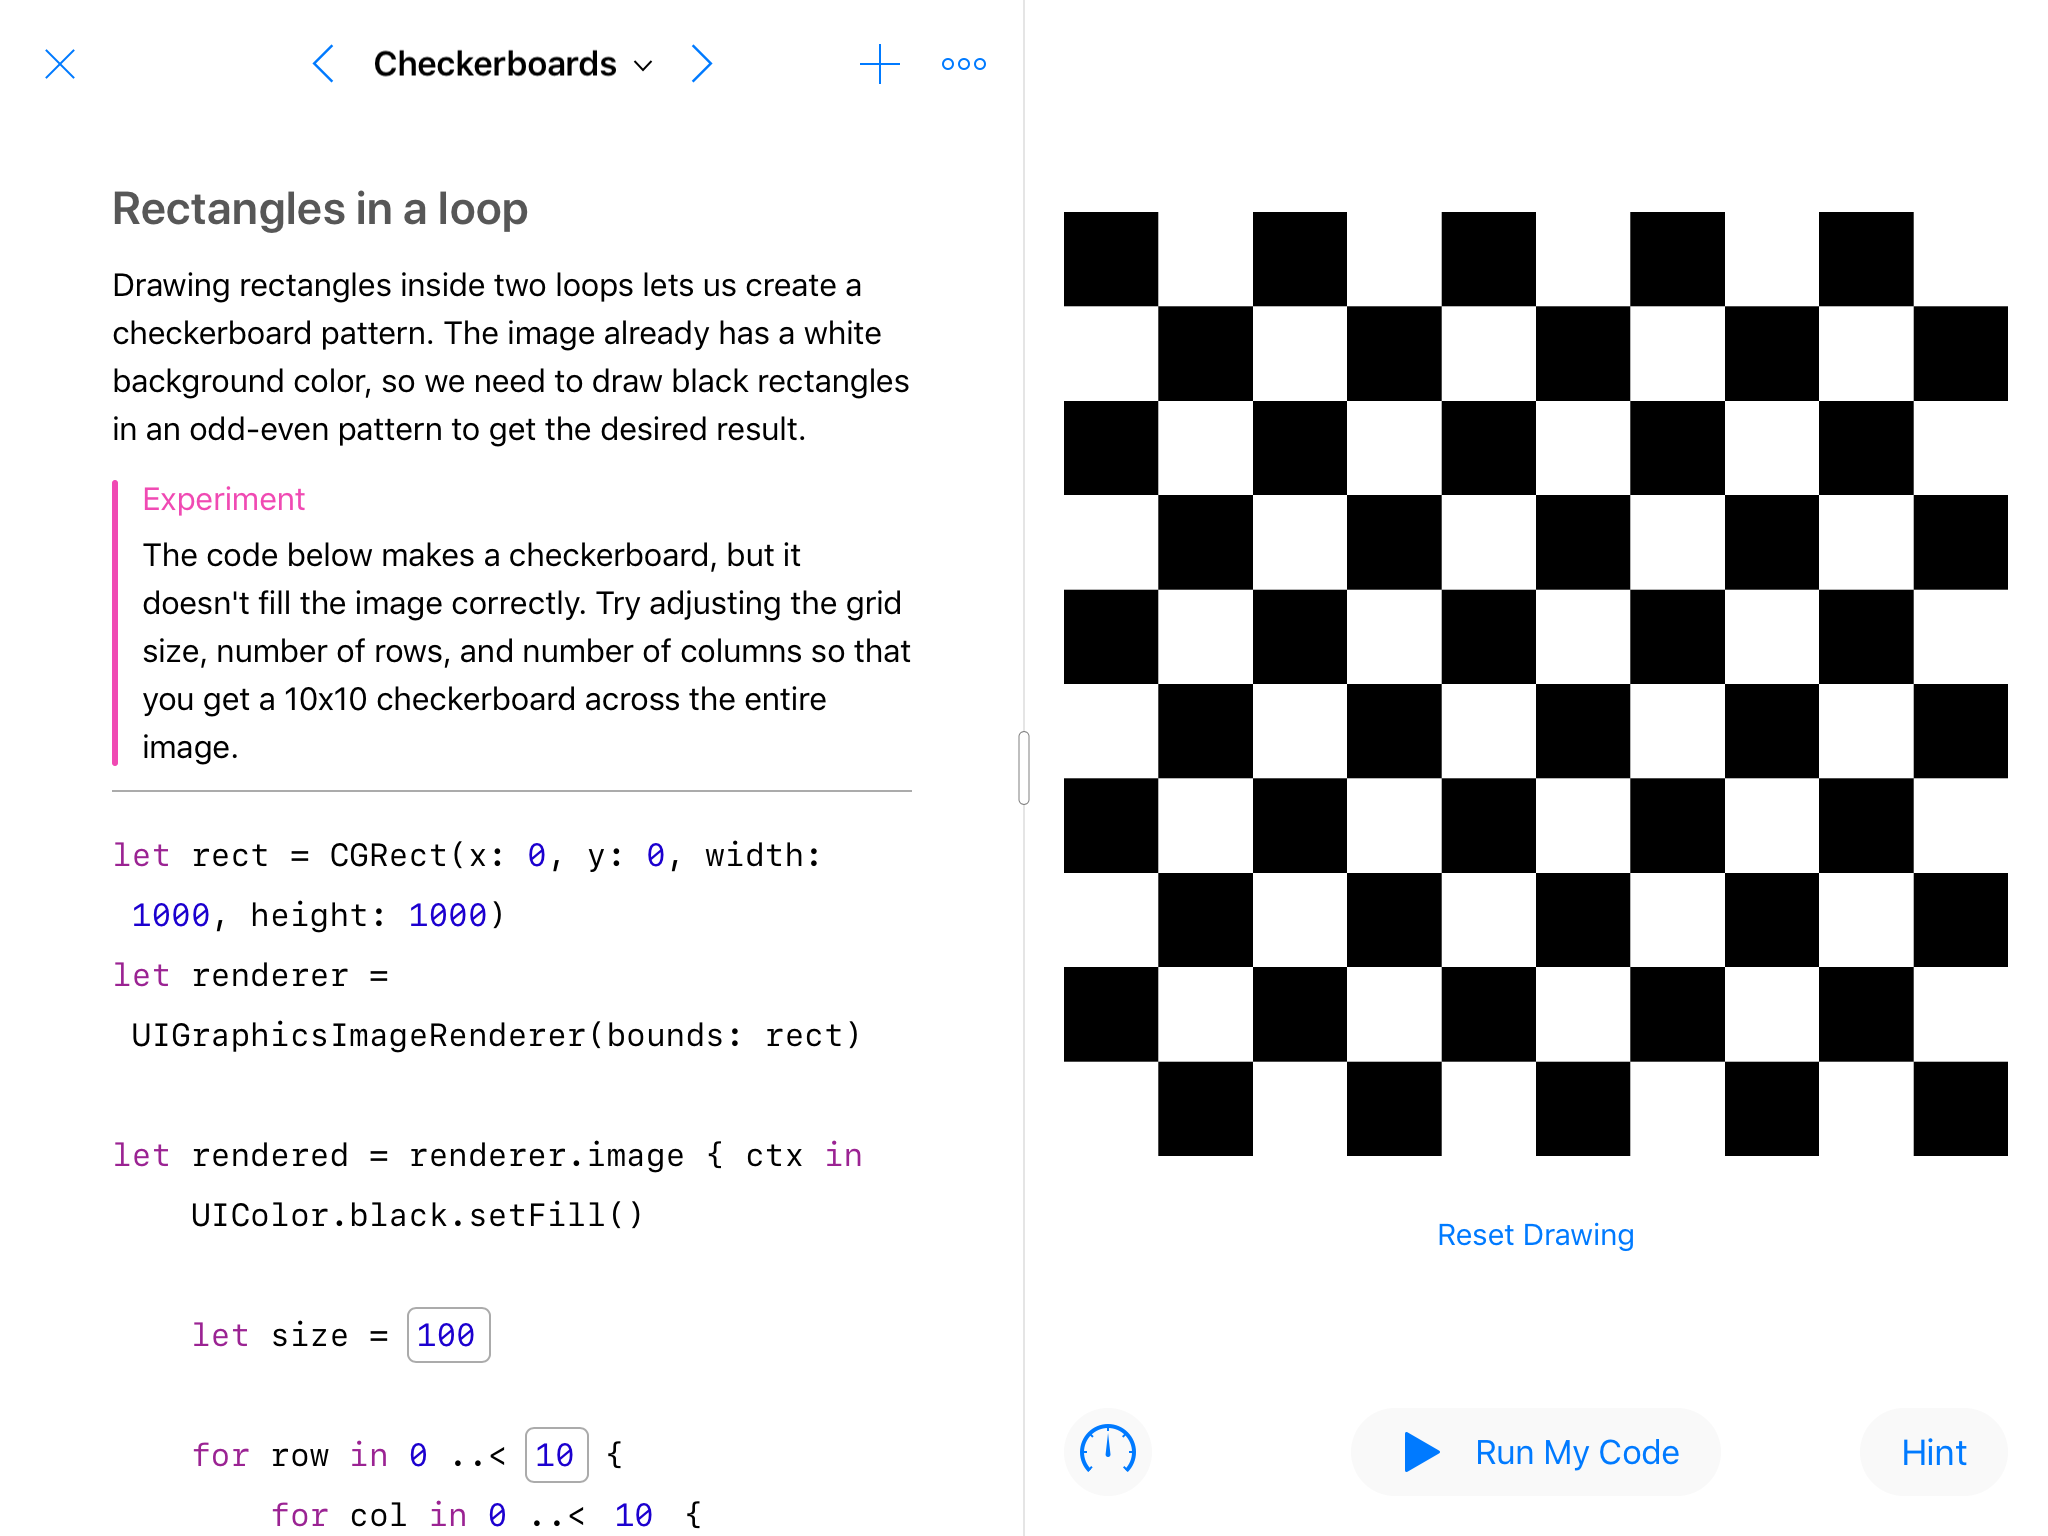 Checkerboards
Rectangles in a loop
Drawing rectangles inside two loops lets us create a
checkerboard pattern. The image already has a white
background color, so we need to draw black rectangles
in an odd-even pattern to get the desired result.
Experiment
The code below makes a checkerboard, but it
doesn't fill the image correctly. Try adjusting the grid
size, number of rows, and number of columns so that
you get a 10x10 checkerboard across the entire
image.
let rect = CGRect(x: 0, y: 0, width:
1000, height: 1000)
let renderer =
UIGraphicsImageRenderer(bounds: rect)
let rendered = renderer.image { ctx in
UIColor.black.setFill()
let size = 100
for row in 0 ..< 10 {
for col in 0 ..< 10 {
Reset Drawing
Run My Code
Hint